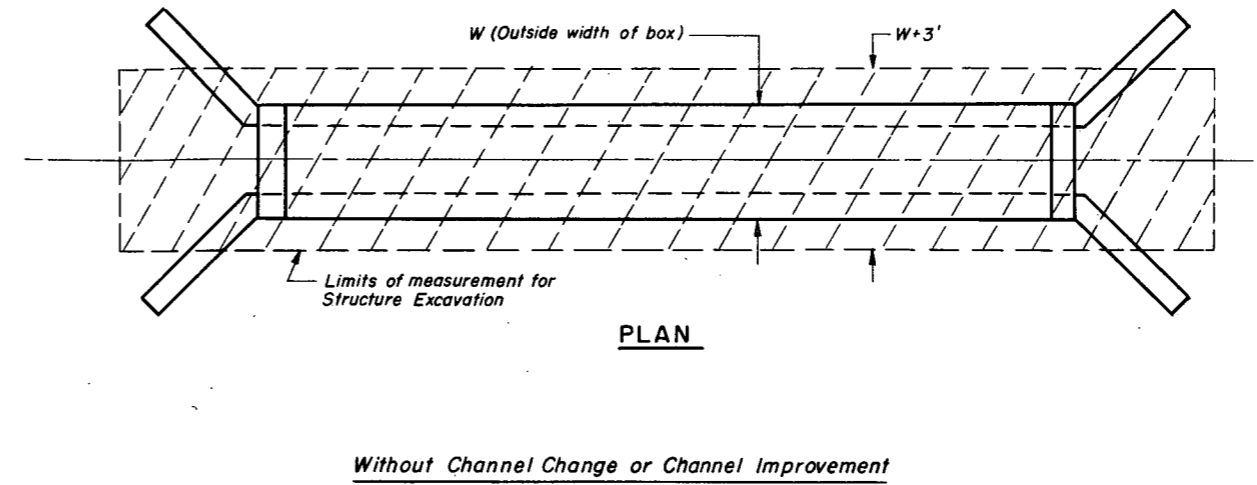 W (Outside width of box)
W+3'
Limits of measurement for
Structure Excavation
PLAN
Without Channel Change or Channel Improvement